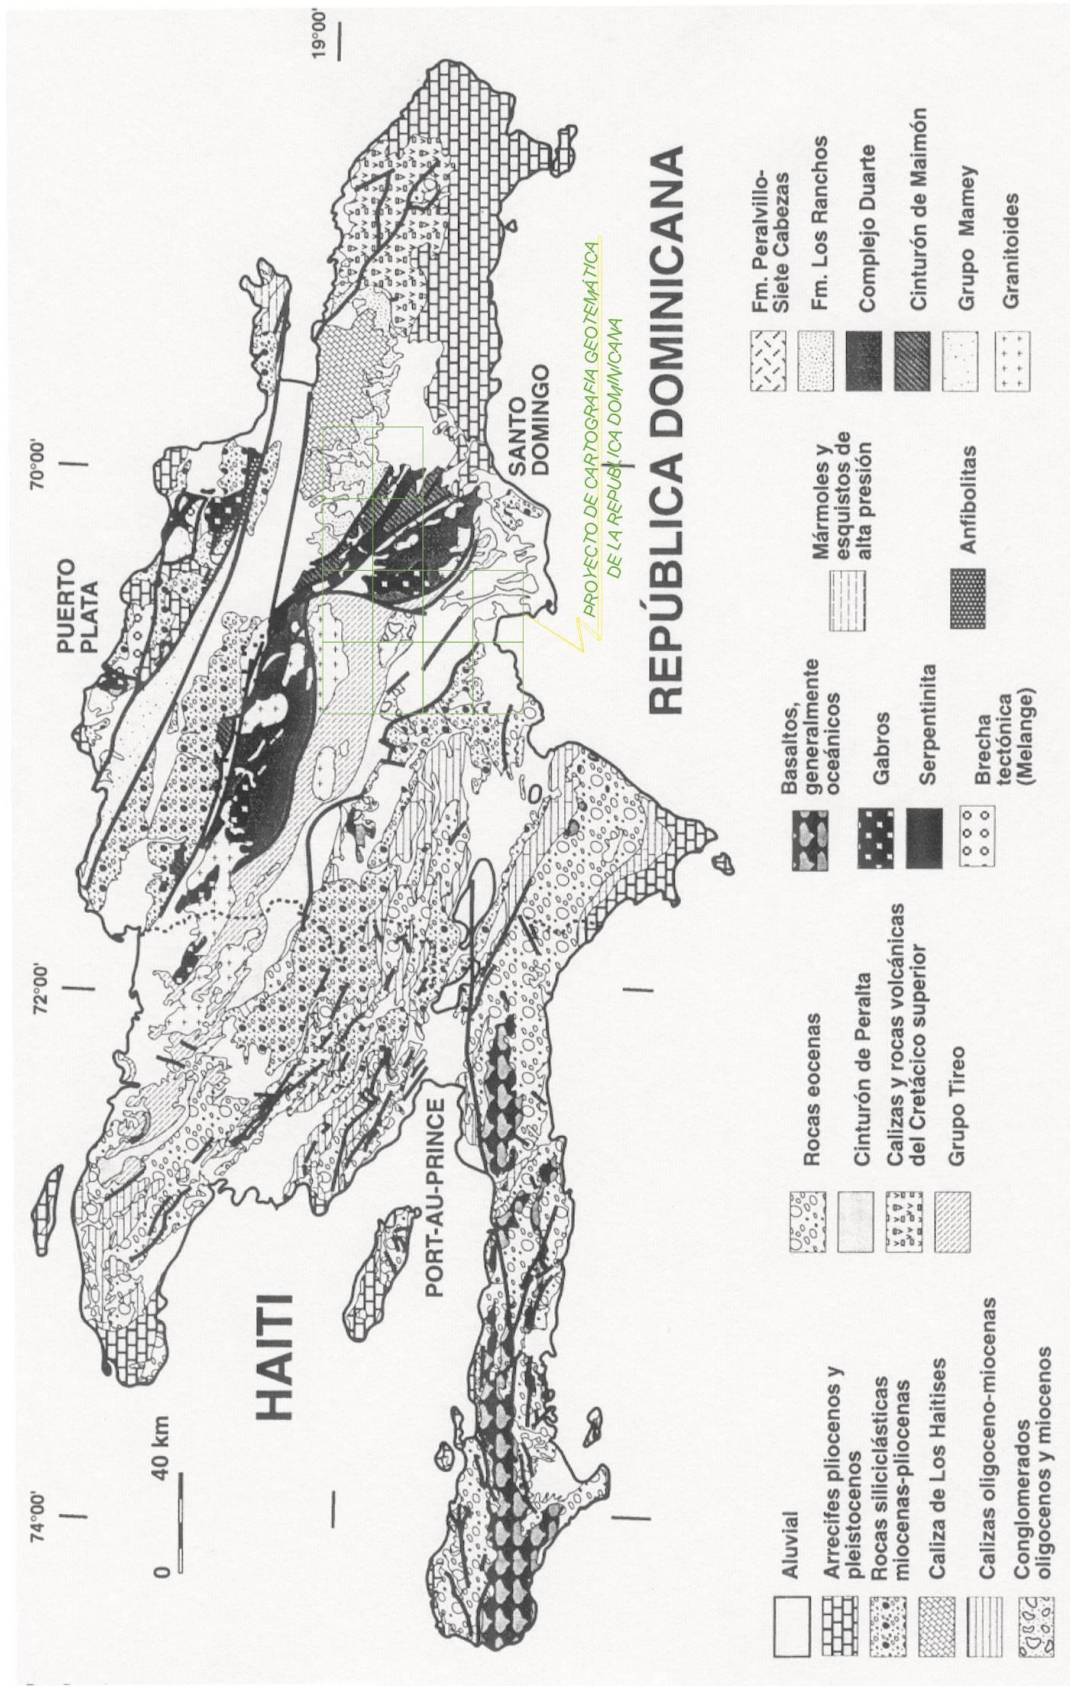 74°00'
72°00'
70°00'
19°00'
0 40 km
PUERTO
PLATA
HAITI
PORT-AU-PRINCE
SANTO
DOMINGO
REPÚBLICA DOMINICANA
PROYECTO DE CARTOGRAFIA GEOTEMÁTICA
DE LA REPUBLICA DOMINICANA
Aluvial
Arrecifes pliocenos y
pleistocenos
Rocas siliciclásticas
miocenas-pliocenas
Caliza de Los Haitises
Calizas oligoceno-miocenas
Conglomerados
oligocenos y miocenos
Rocas eocenas
Cinturón de Peralta
Calizas y rocas volcánicas
del Cretácico superior
Grupo Tireo
Basaltos,
generalmente
oceánicos
Gabros
Serpentinita
Brecha
tectónica
(Melange)
Mármoles y
esquistos de
alta presión
Anfibolitas
Fm. Peralvillo-
Siete Cabezas
Fm. Los Ranchos
Complejo Duarte
Cinturón de Maimón
Grupo Mamey
Granitoides